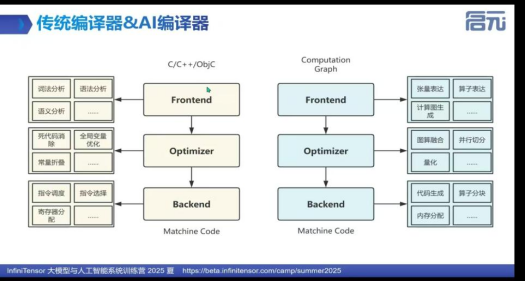 传统编译器&AI编译器
启元
C/C++/ObjC
Computation
Graph
词法分析 语法分析
语义分析 ......
Frontend
Frontend
张量表达 算子表达
计算图生
成 ......
死代码消
除 全局变量
优化
常量折叠 ......
Optimizer
Optimizer
图算融合 并行切分
量化 ......
指令调度 指令选择
寄存器分
配 ......
Backend
Backend
代码生成 算子分块
内存分配 ......
Matchine Code
Matchine Code
InfiniTensor 大模型与人工智能系统训练营 2025 夏 https://beta.infinitensor.com/camp/summer2025